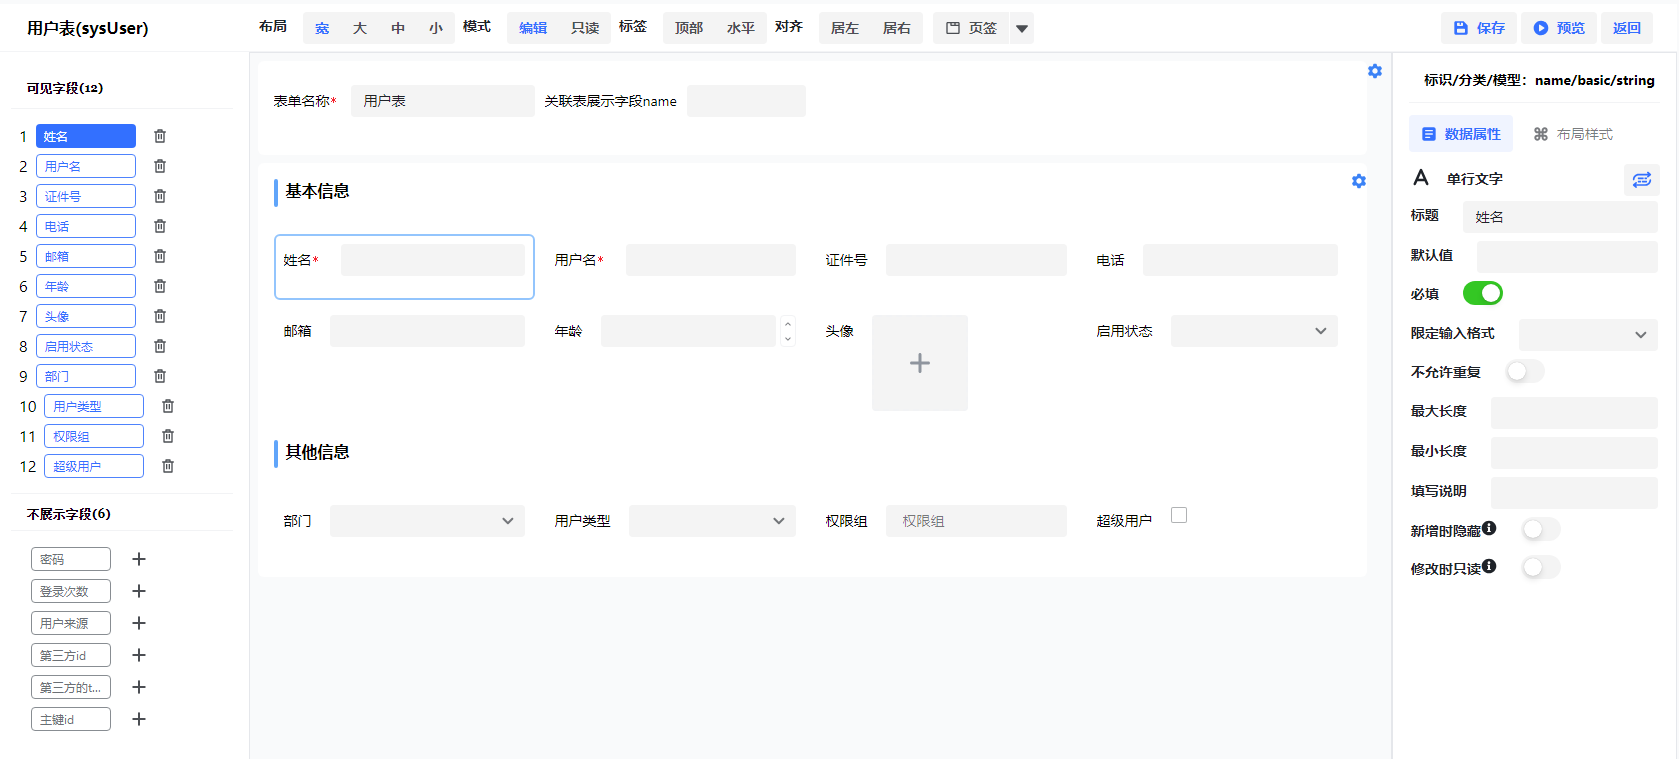 用户表(sysUser)
布局 宽 大 中 小 模式 编辑 只读 标签 顶部 水平 对齐 居左 居右 页签 保存 预览 返回
可见字段(12)
1 姓名
2 用户名
3 证件号
4 电话
5 邮箱
6 年龄
7 头像
8 启用状态
9 部门
10 用户类型
11 权限组
12 超级用户
不展示字段(6)
密码
登录次数
用户来源
第三方id
第三方的t...
主键id
表单名称* 用户表 关联表展示字段name
基本信息
姓名* 用户名* 证件号 电话
邮箱 年龄 头像 启用状态
其他信息
部门 用户类型 权限组 权限组 超级用户
标识/分类/模型：name/basic/string
数据属性 布局样式
单行文字
标题 姓名
默认值
必填
限定输入格式
不允许重复
最大长度
最小长度
填写说明
新增时隐藏
修改时只读